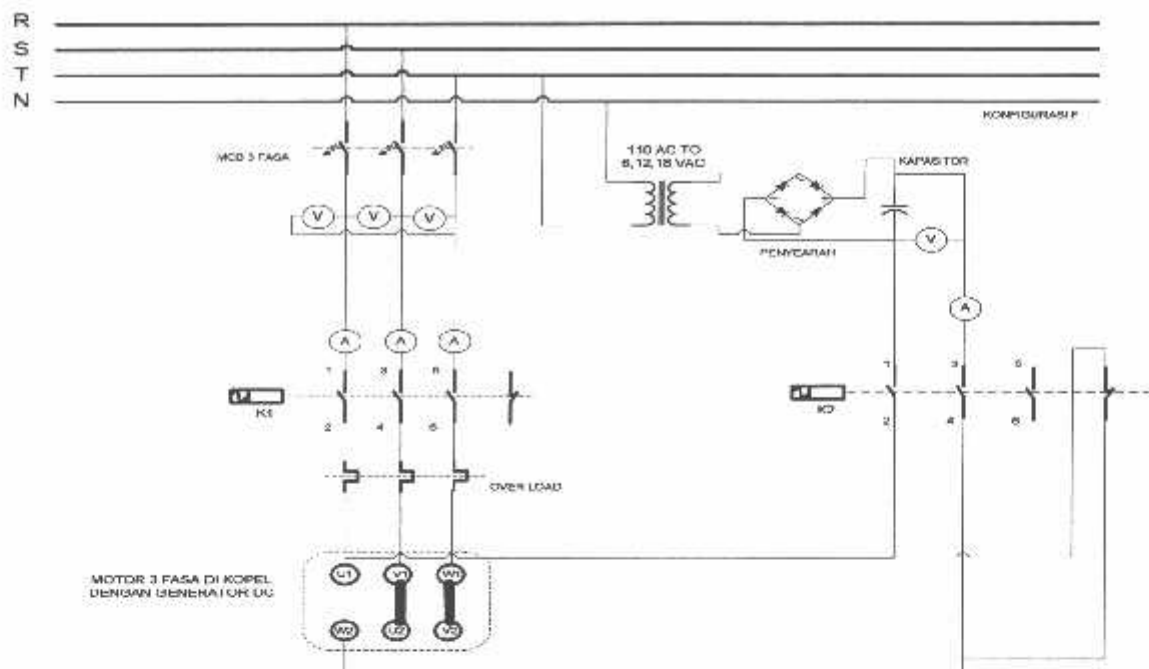 R
S
T
N
KONFIGURASI F
MCB 3 FASA
110 AC TO
6, 12, 18 VAC
KAPASITOR
V V V
V
PENYEARAH
A
A A A
1 3 5
K1
2 4 6
1 3 5
K2
2 4 6
OVER LOAD
MOTOR 3 FASA DI KOPEL
DENGAN GENERATOR DC
U1 V1 W1
W2 U2 V2